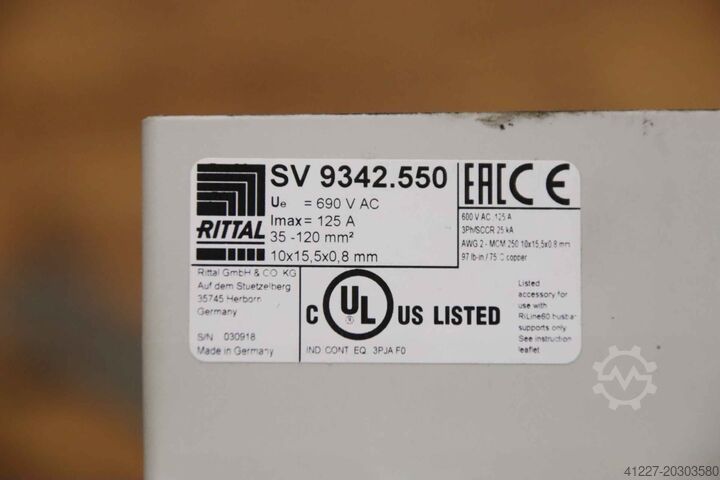 RITTAL
SV 9342.550
Ue = 690 V AC
Imax= 125 A
35 -120 mm²
10x15,5x0,8 mm
EAC CE
600 V AC ,125 A
3Ph/SCCR 25 kA
AWG 2 - MCM 250 10x15,5x0,8 mm
97 lb-in / 75°C copper
Rittal GmbH & CO. KG
Auf dem Stuetzelberg
35745 Herborn
Germany
S/N 030918
Made in Germany
C UL US LISTED
®
IND. CONT. EQ. 3PJA F0
Listed
accessory for
use with
RiLine60 busbar
supports only.
See instruction
leaflet
41227-20303580